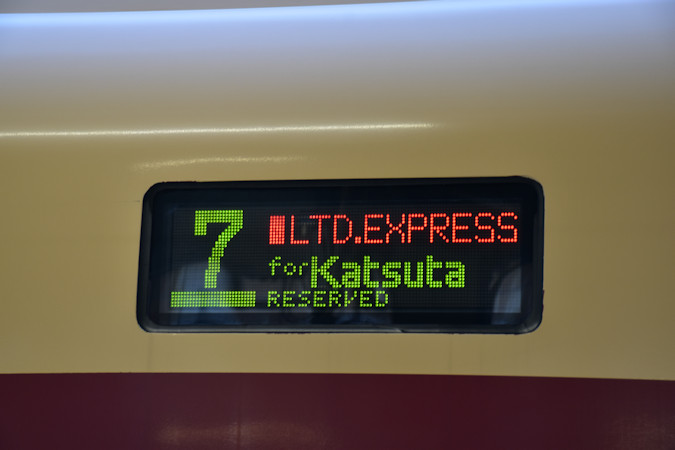 7
LTD.EXPRESS
for Katsuta
RESERVED